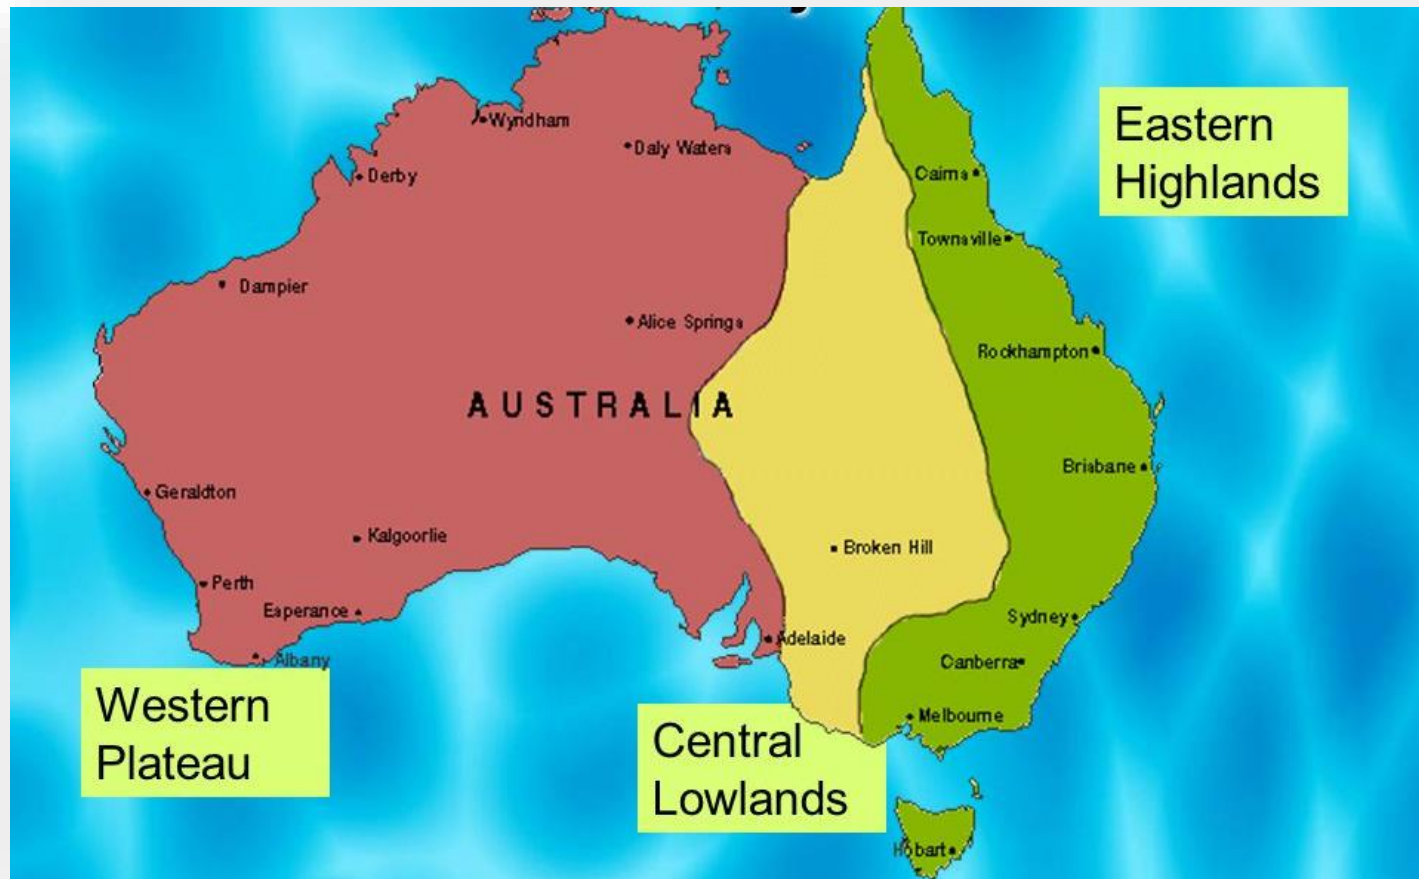 Wyndham
Daly Waters
Derby
Cairns
Townsville
Eastern
Highlands
Dampier
Alice Springs
Rockhampton
AUSTRALIA
Brisbane
Geraldton
Kalgoorlie
Broken Hill
Perth
Esperance
Sydney
Adelaide
Albany
Canberra
Western
Plateau
Melbourne
Central
Lowlands
Hobart